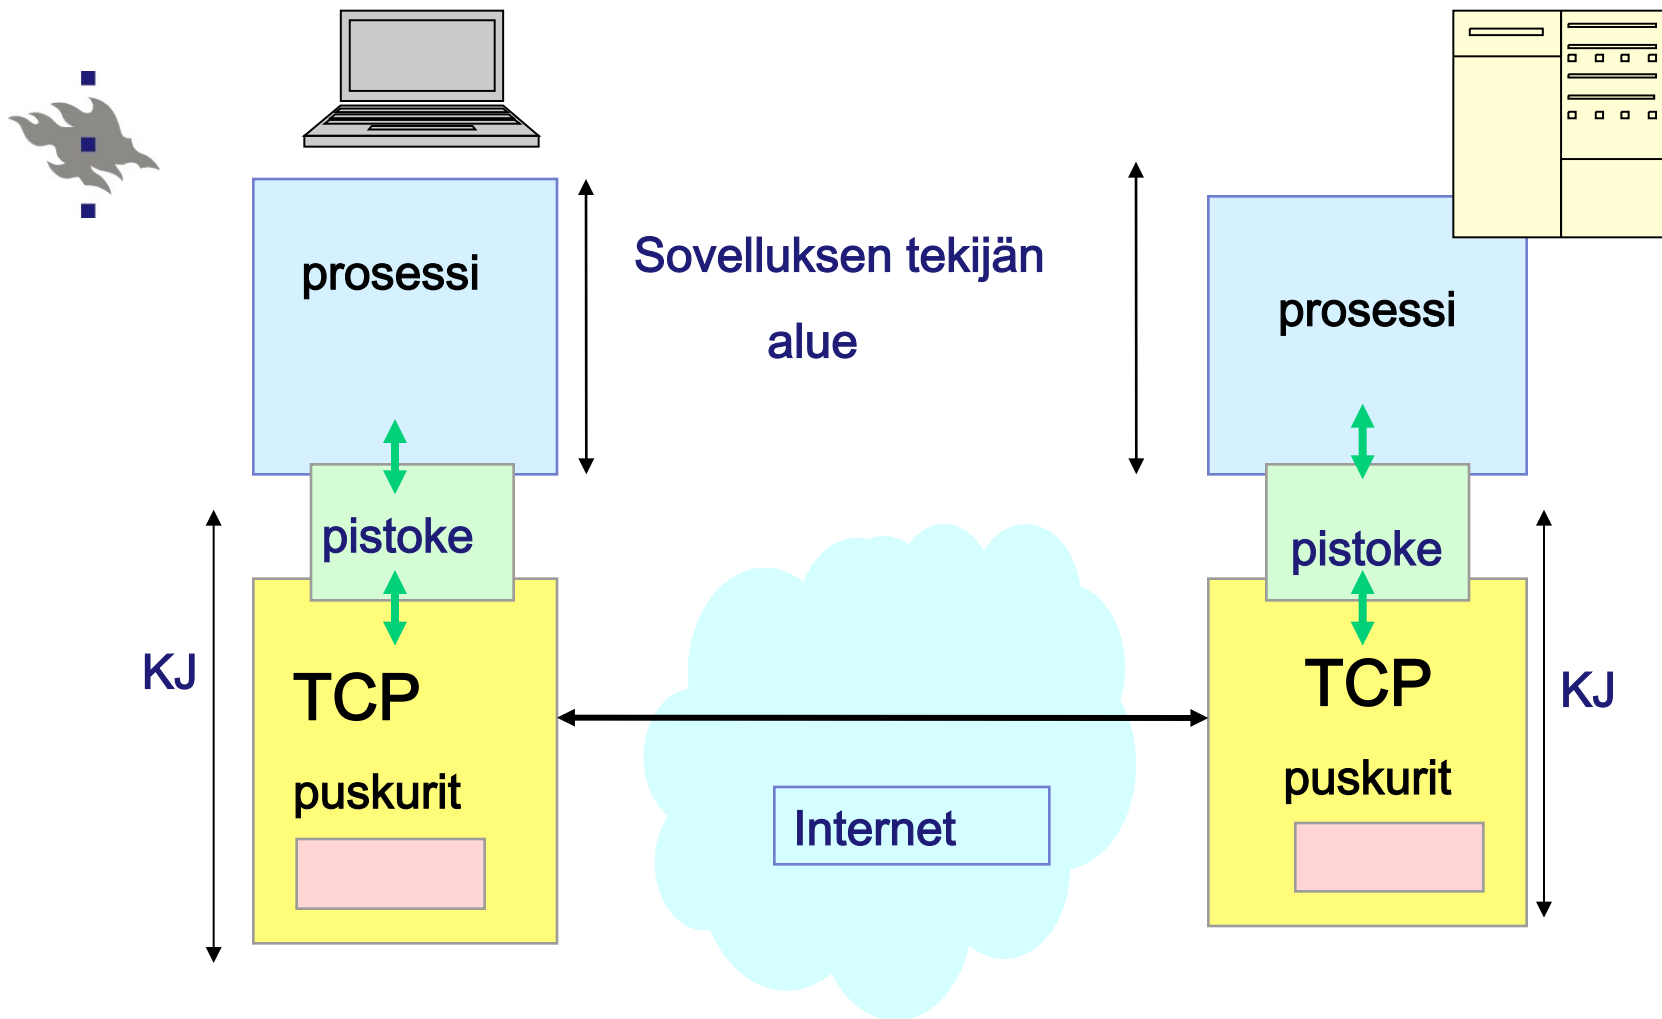 prosessi
Sovelluksen tekijän
alue
prosessi
pistoke
pistoke
KJ
TCP
TCP
KJ
puskurit
puskurit
Internet